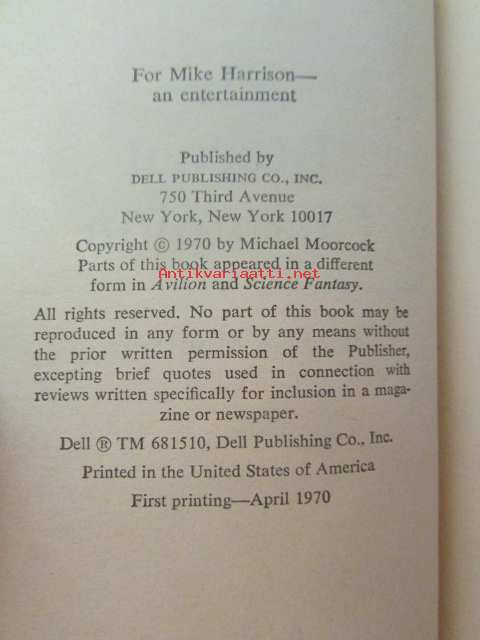 For Mike Harrison—
an entertainment
Published by
DELL PUBLISHING CO., INC.
750 Third Avenue
New York, New York 10017
Copyright © 1970 by Michael Moorcock
Parts of this book appeared in a different
Antikvariaatti.net
form in Avilion and Science Fantasy.
All rights reserved. No part of this book may be
reproduced in any form or by any means without
the prior written permission of the Publisher,
excepting brief quotes used in connection with
reviews written specifically for inclusion in a maga-
zine or newspaper.
Dell ® TM 681510, Dell Publishing Co., Inc.
Printed in the United States of America
First printing—April 1970